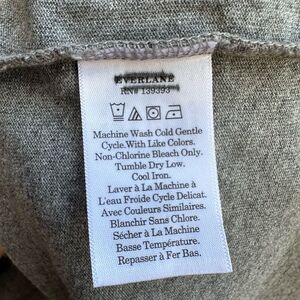 EVERLANE
RN# 139393
Machine Wash Cold Gentle
Cycle.With Like Colors.
Non-Chlorine Bleach Only.
Tumble Dry Low.
Cool Iron.
Laver à La Machine à
L'eau Froide Cycle Delicat.
Avec Couleurs Similaires.
Blanchir Sans Chlore.
Sécher à La Machine
Basse Température.
Repasser à Fer Bas.